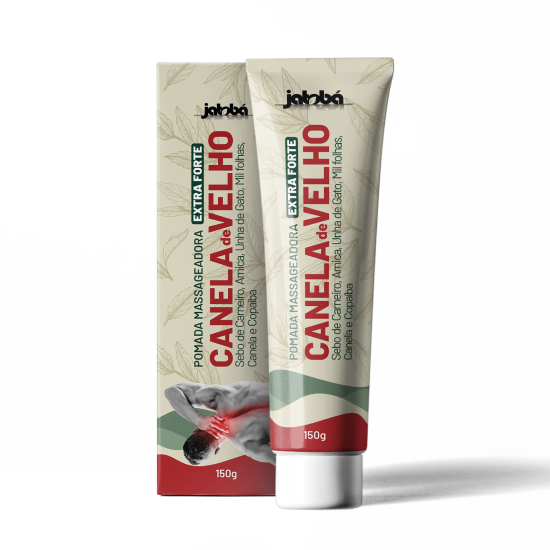 jatobá
POMADA MASSAGEADORA EXTRA FORTE
CANELA de VELHO
Sebo de Carneiro, Arnica, Unha de Gato, Mil folhas,
Canela e Copaíba
150g
jatobá
POMADA MASSAGEADORA EXTRA FORTE
CANELA de VELHO
Sebo de Carneiro, Arnica, Unha de Gato, Mil folhas,
Canela e Copaíba
150g